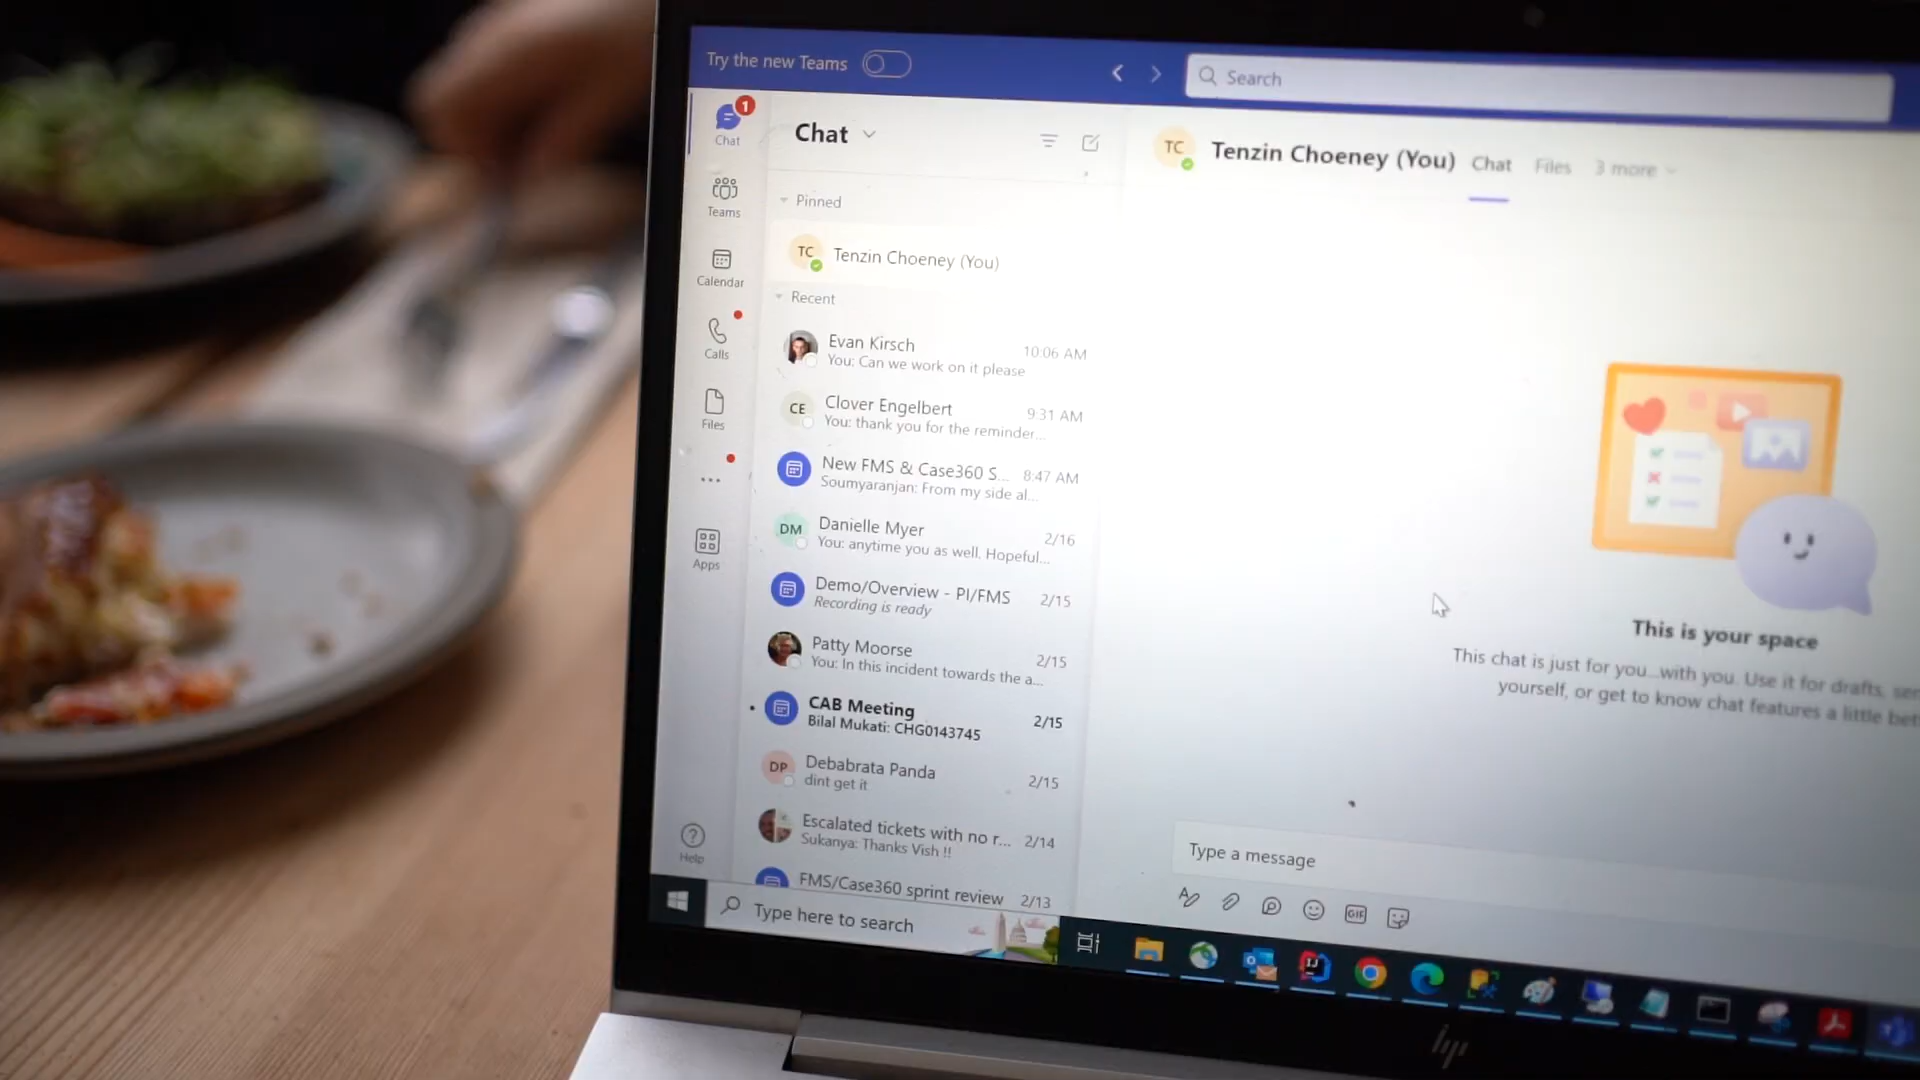 Try the new Teams
Search
1
Chat
Teams
Calendar
Calls
Files
Apps
Help
Chat
Pinned
TC
Tenzin Choeney (You)
Recent
Evan Kirsch 10:06 AM
You: Can we work on it please
CE
Clover Engelbert 9:31 AM
You: thank you for the reminder...
New FMS & Case360 S... 8:47 AM
Soumyaranjan: From my side al...
DM
Danielle Myer 2/16
You: anytime you as well. Hopeful...
Demo/Overview - PI/FMS 2/15
Recording is ready
Patty Moorse 2/15
You: In this incident towards the a...
CAB Meeting 2/15
Bilal Mukati: CHG0143745
DP
Debabrata Panda 2/15
dint get it
Escalated tickets with no r... 2/14
Sukanya: Thanks Vish !!
FMS/Case360 sprint review 2/13
TC
Tenzin Choeney (You) Chat Files 3 more
This is your space
This chat is just for you...with you. Use it for drafts,
yourself, or get to know chat features a little
Type a message
GIF
Type here to search
IJ
hp